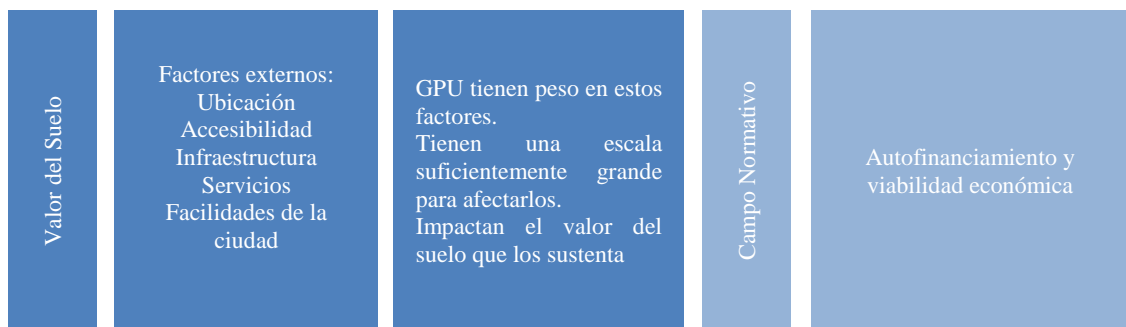 Valor del Suelo
Factores externos:
Ubicación
Accesibilidad
Infraestructura
Servicios
Facilidades de la
ciudad
GPU tienen peso en estos
factores.
Tienen una escala
suficientemente grande
para afectarlos.
Impactan el valor del
suelo que los sustenta
Campo Normativo
Autofinanciamiento y
viabilidad económica